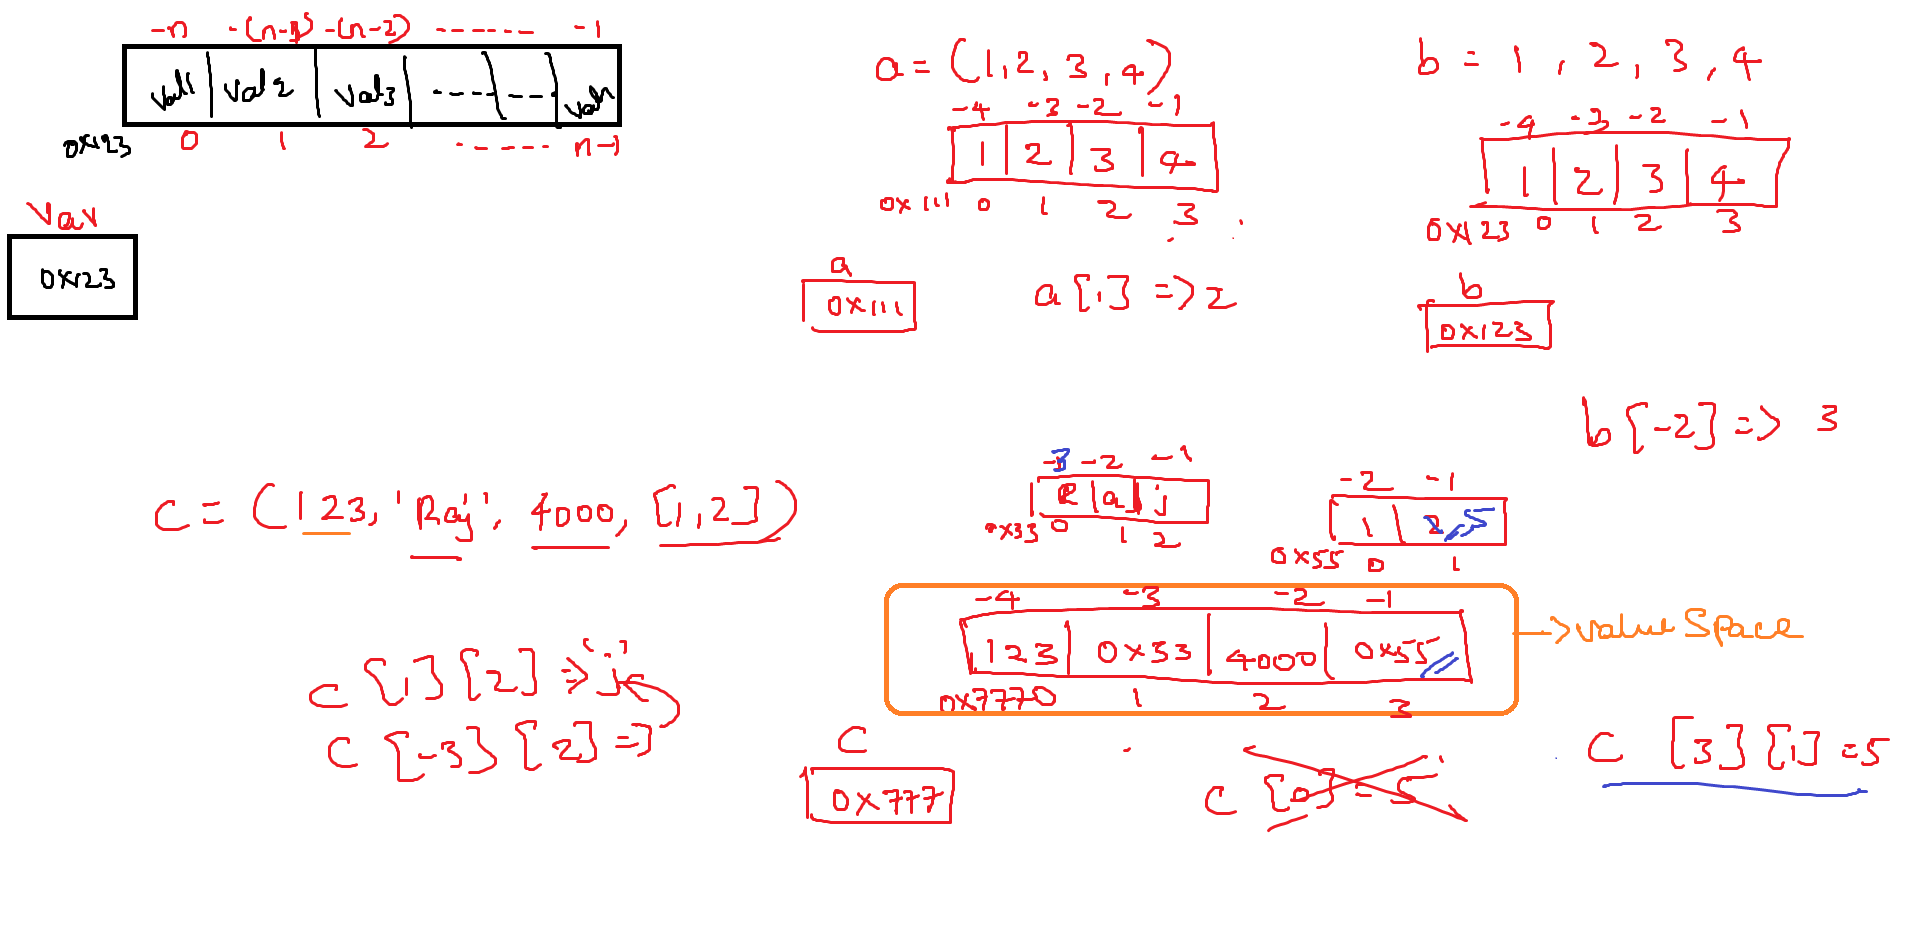 -n -(n-1) -(n-2) ------- -1
val1 val2 val3 ---- --- valn
0x123 0 1 2 ------ n-1
Var
0x123
a = (1,2,3,4)
-4 -3 -2 -1
1 2 3 4
0x111 0 1 2 3
a
0x111
a[1] => 2
b = 1,2,3,4
-4 -3 -2 -1
1 2 3 4
0x123 0 1 2 3
b
0x123
b[-2] => 3
C = (123, 'Raj', 4000, [1,2])
-3 -2 -1
R a j
0x33 0 1 2
-2 -1
1 2 5
0x55 0 1
-4 -3 -2 -1
123 0x33 4000 0x55
0x777 0 1 2 3
-> value Space
C [1][2] => 'j'
C [-3][2] =>
C
0x777
C [0] = 5
C [3][1] = 5